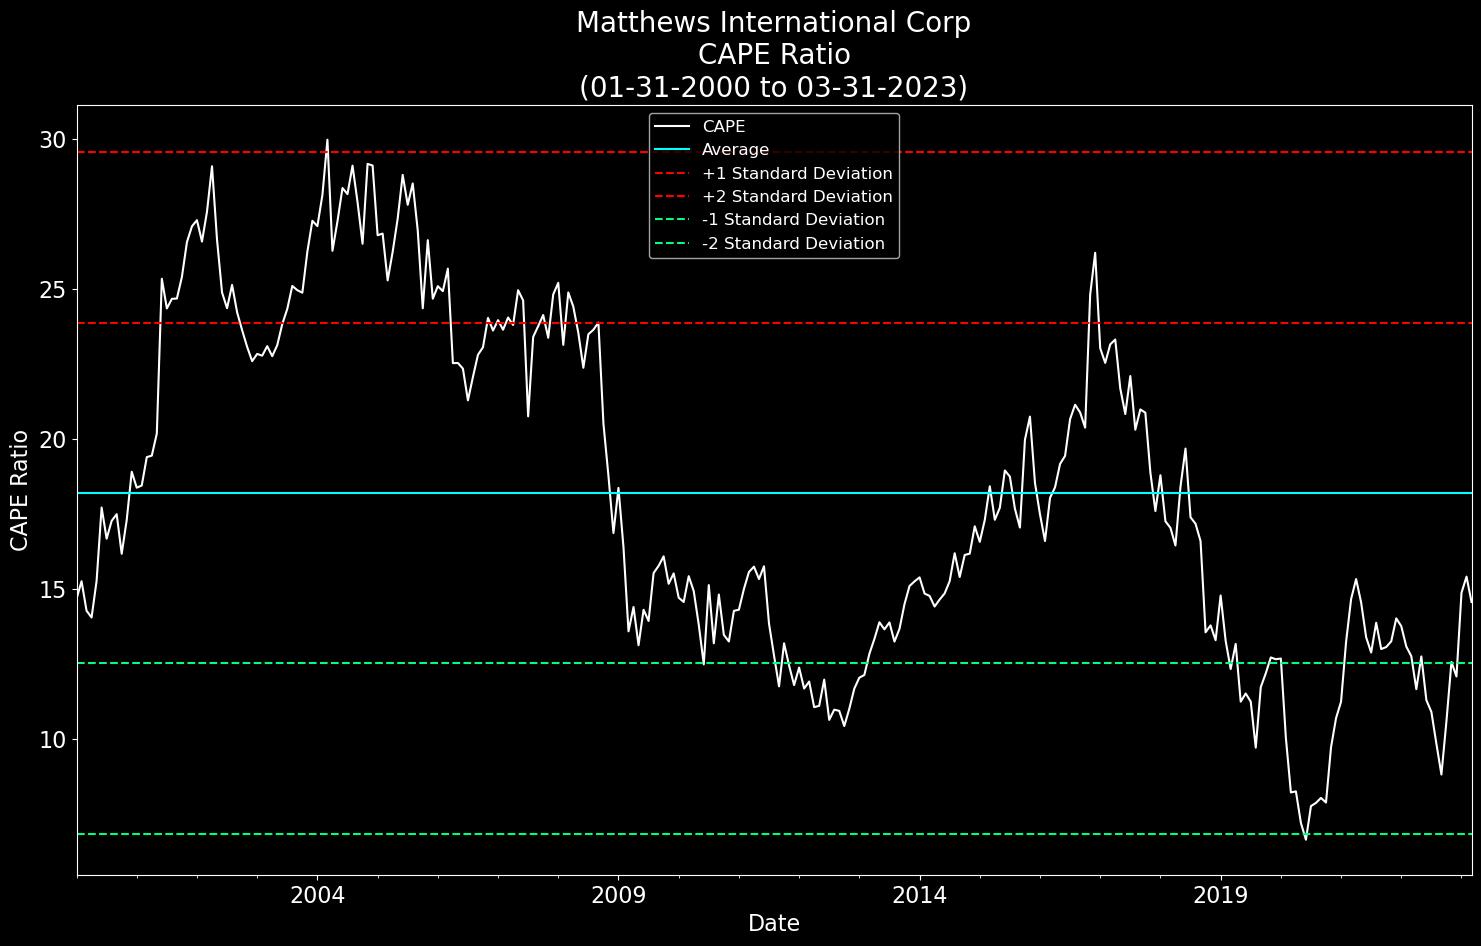 Matthews International Corp
CAPE Ratio
(01-31-2000 to 03-31-2023)
CAPE
Average
+1 Standard Deviation
+2 Standard Deviation
-1 Standard Deviation
-2 Standard Deviation
CAPE Ratio
30
25
20
15
10
2004
2009
2014
2019
Date